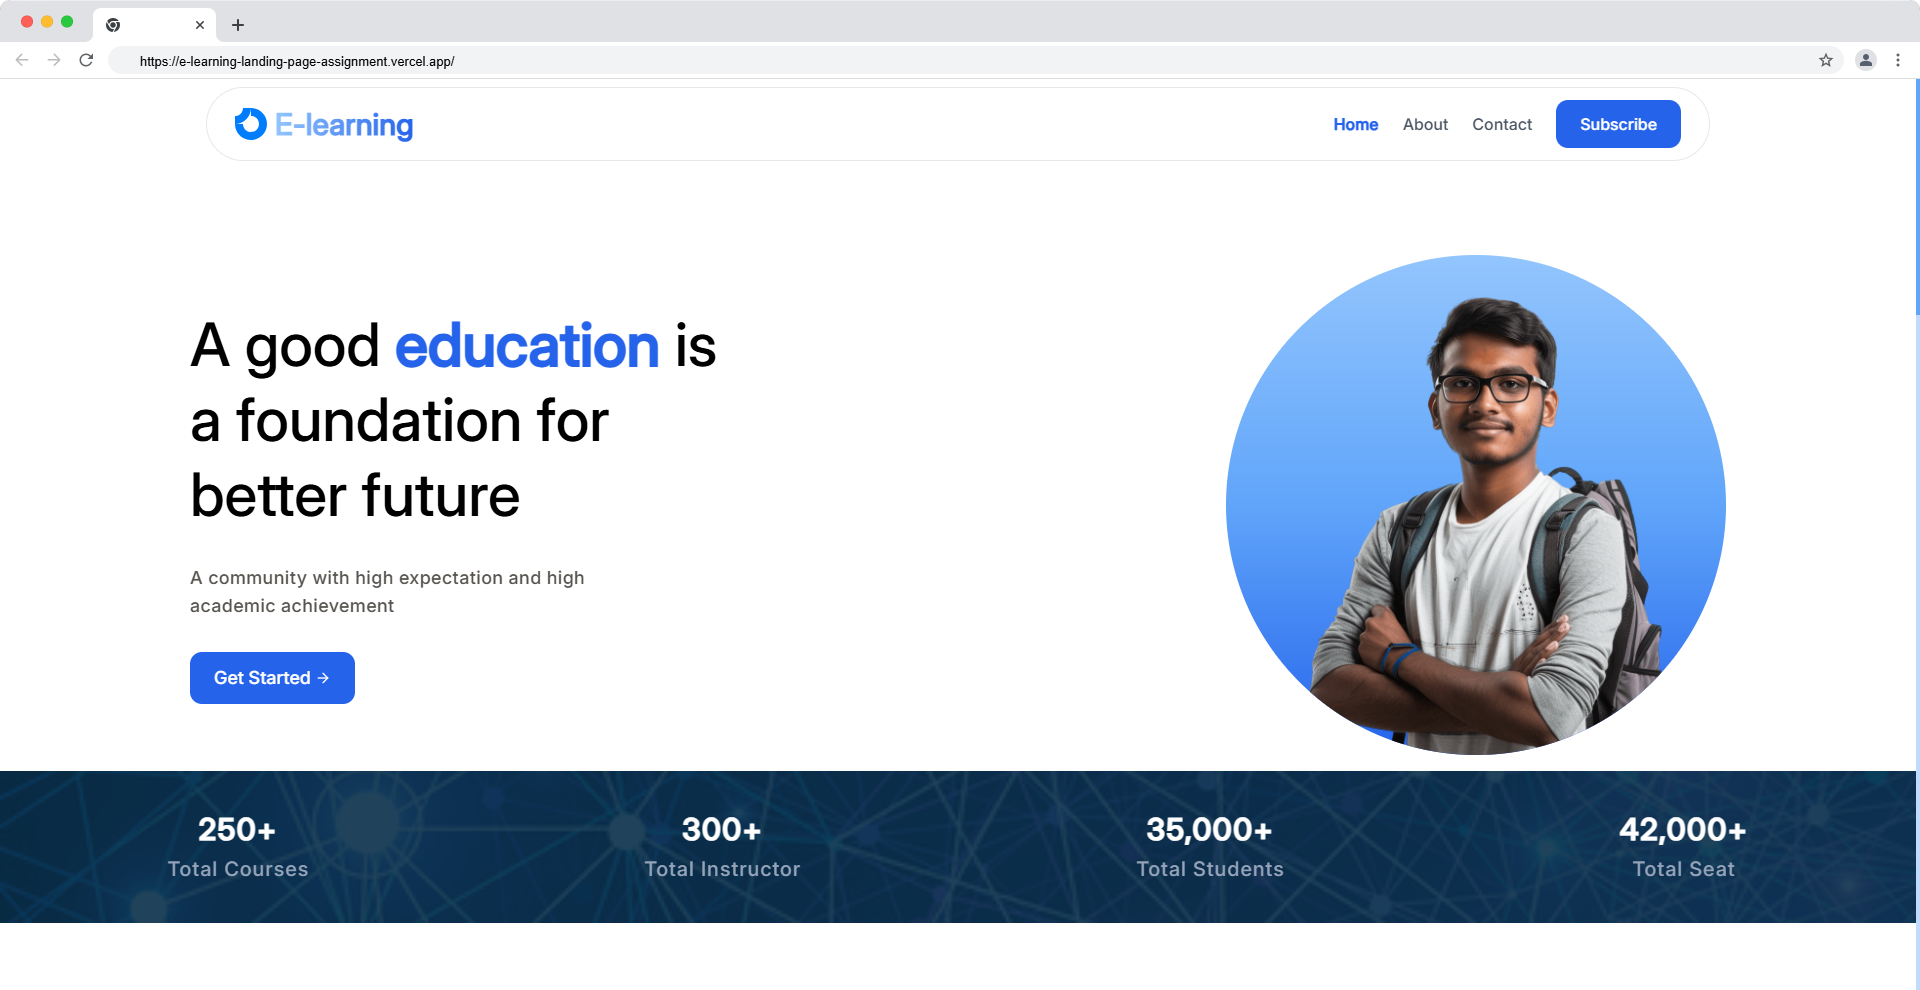 https://e-learning-landing-page-assignment.vercel.app/
E-learning
Home About Contact Subscribe
A good education is
a foundation for
better future
A community with high expectation and high
academic achievement
Get Started →
250+ 300+ 35,000+ 42,000+
Total Courses Total Instructor Total Students Total Seat